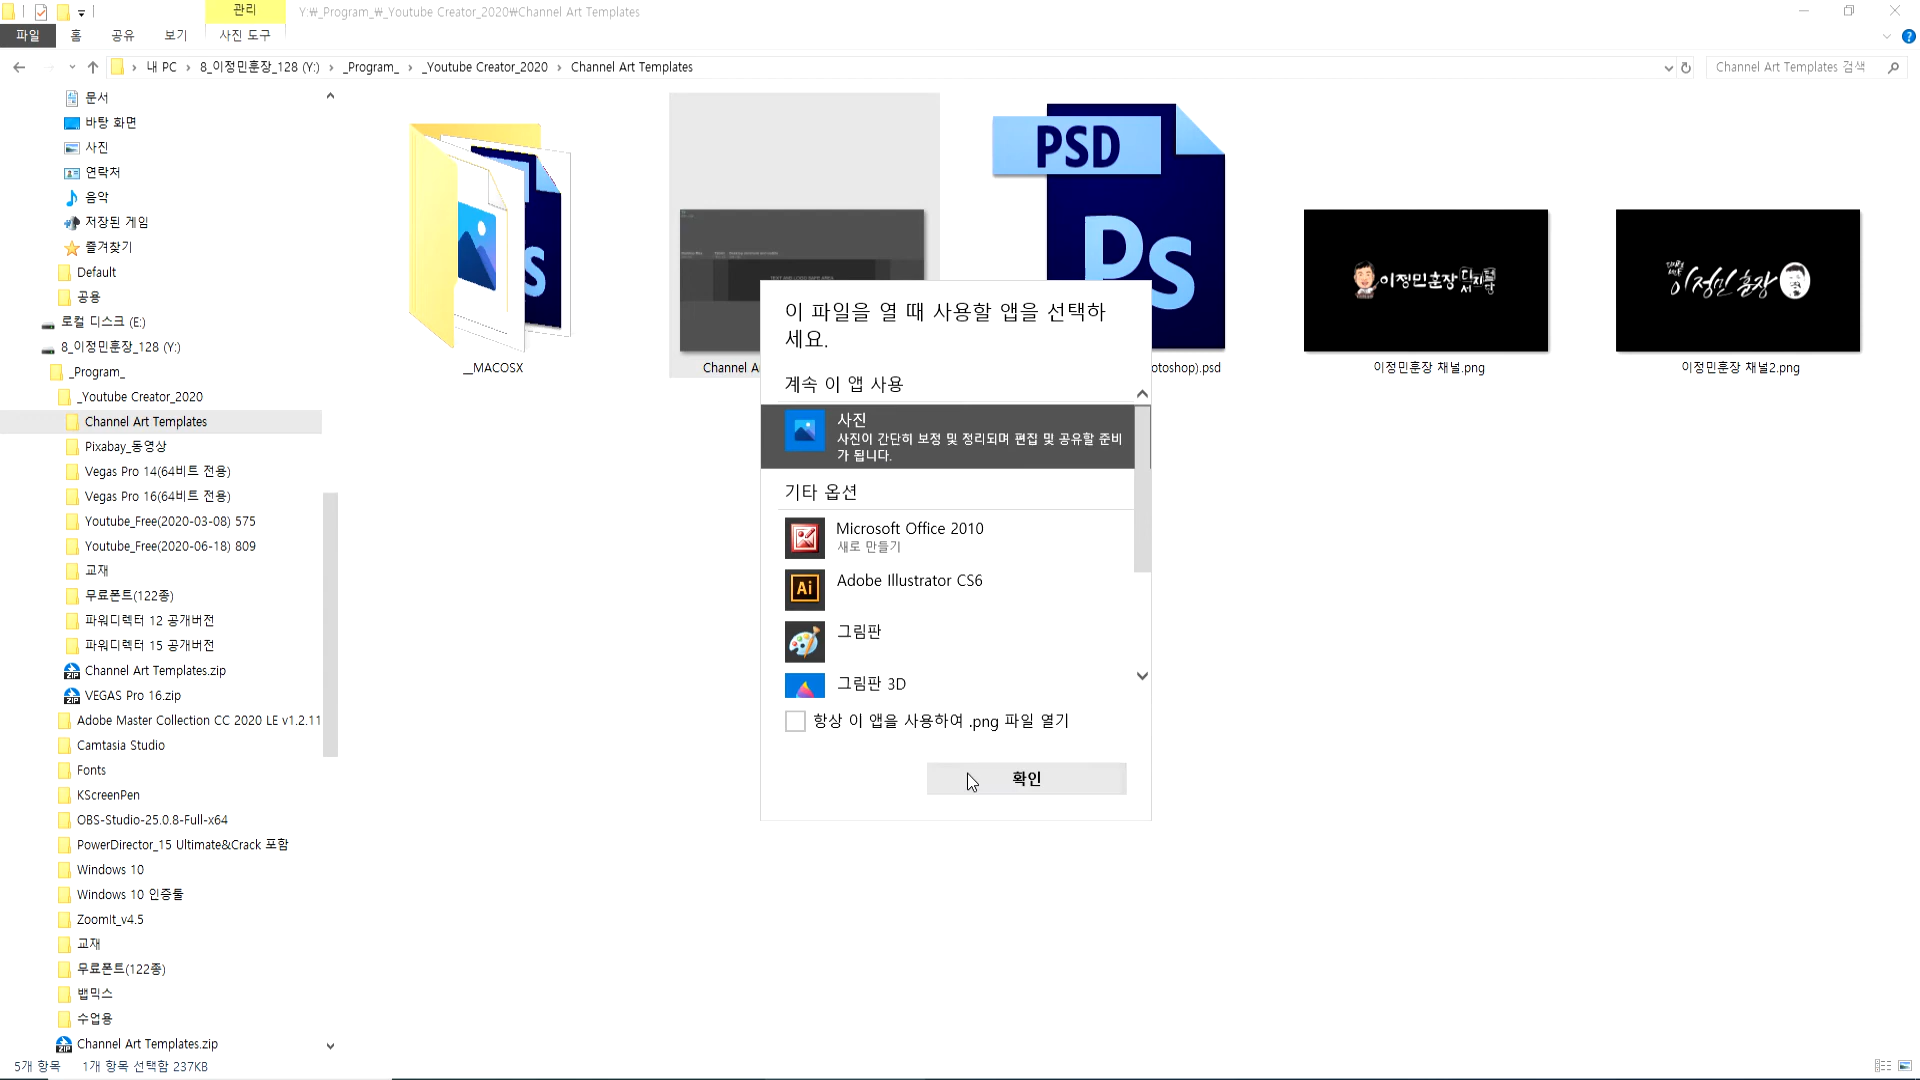 관리
Y:₩_Program_₩_Youtube Creator_2020₩Channel Art Templates
파일
홈
공유
보기
사진 도구
내 PC
8_이정민훈장_128 (Y:)
_Program_
_Youtube Creator_2020
Channel Art Templates
Channel Art Templates 검색
문서
바탕 화면
사진
연락처
음악
저장된 게임
즐겨찾기
Default
공용
로컬 디스크 (E:)
8_이정민훈장_128 (Y:)
_Program_
_Youtube Creator_2020
Channel Art Templates
Pixabay_동영상
Vegas Pro 14(64비트 전용)
Vegas Pro 16(64비트 전용)
Youtube_Free(2020-03-08) 575
Youtube_Free(2020-06-18) 809
교재
무료폰트(122종)
파워디렉터 12 공개버전
파워디렉터 15 공개버전
Channel Art Templates.zip
VEGAS Pro 16.zip
Adobe Master Collection CC 2020 LE v1.2.11
Camtasia Studio
Fonts
KScreenPen
OBS-Studio-25.0.8-Full-x64
PowerDirector_15 Ultimate&Crack 포함
Windows 10
Windows 10 인증툴
ZoomIt_v4.5
교재
무료폰트(122종)
뱁믹스
수업용
Channel Art Templates.zip
5개 항목
1개 항목 선택함 237KB
__MACOSX
TEXT AND LOGO SAFE AREA
Channel A
PSD
Ps
otoshop).psd
이정민훈장
이정민훈장 채널.png
이정민 훈장
이정민훈장 채널2.png
이 파일을 열 때 사용할 앱을 선택하
세요.
계속 이 앱 사용
사진
사진이 간단히 보정 및 정리되며 편집 및 공유할 준비
가 됩니다.
기타 옵션
Microsoft Office 2010
새로 만들기
Ai
Adobe Illustrator CS6
그림판
그림판 3D
항상 이 앱을 사용하여 .png 파일 열기
확인